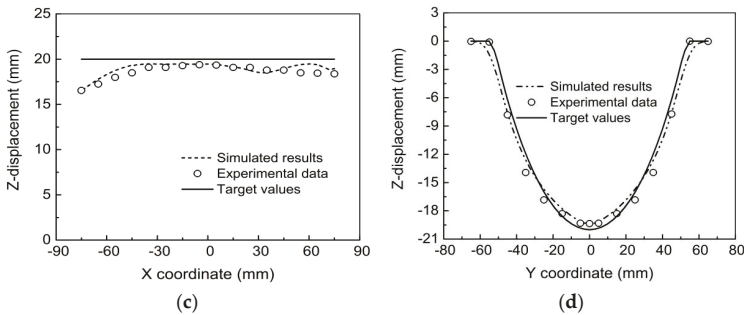 25
20
15
10
5
0
Z-displacement (mm)
Simulated results
Experimental data
Target values
-90
-60
-30
0
30
60
90
X coordinate (mm)
(c)
3
0
-3
-6
-9
-12
-15
-18
-21
Z-displacement (mm)
Simulated results
Experimental data
Target values
-80
-60
-40
-20
0
20
40
60
80
Y coordinate (mm)
(d)